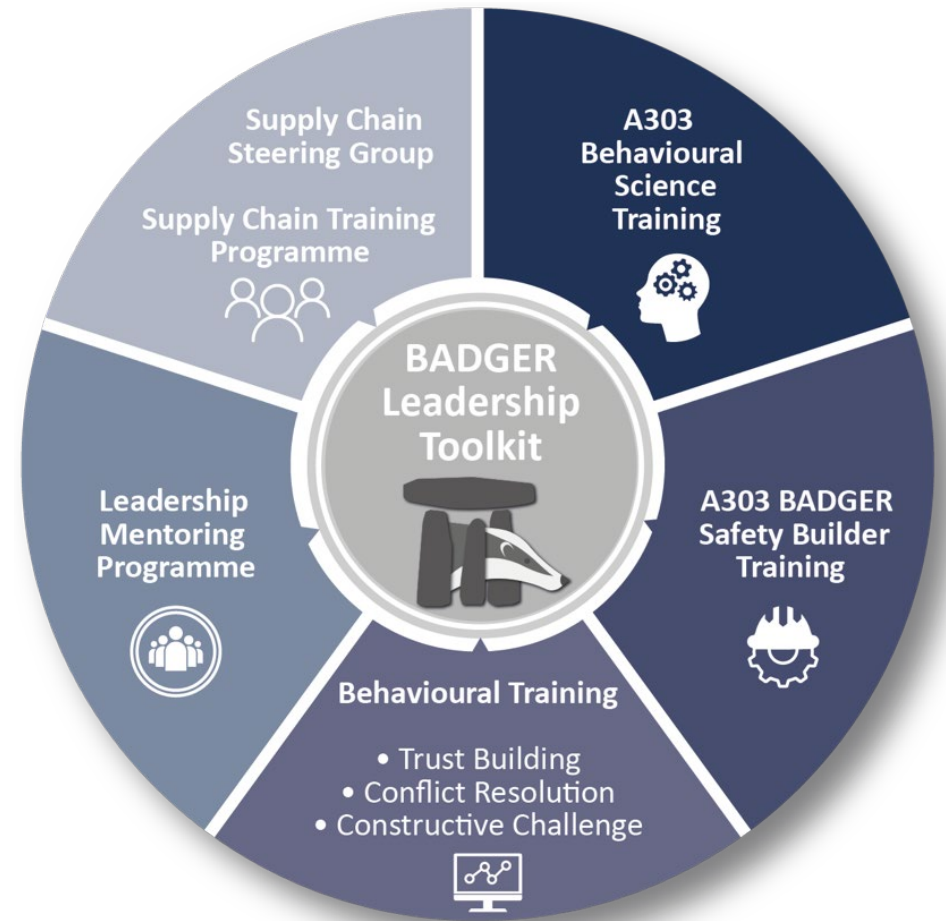 Supply Chain
Steering Group
Supply Chain Training
Programme
A303
Behavioural
Science
Training
BADGER
Leadership
Toolkit
Leadership
Mentoring
Programme
A303 BADGER
Safety Builder
Training
Behavioural Training
• Trust Building
• Conflict Resolution
• Constructive Challenge